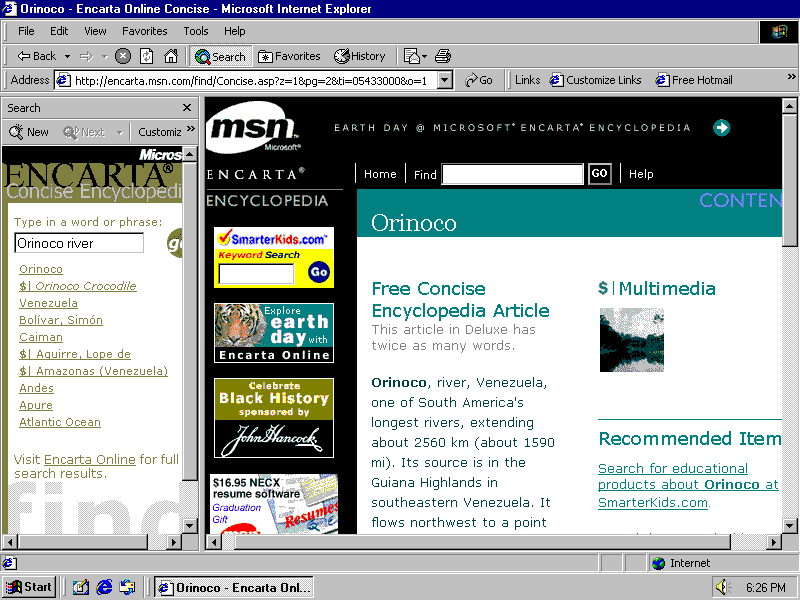 Orinoco - Encarta Online Concise - Microsoft Internet Explorer
File Edit View Favorites Tools Help
Back Search Favorites History
Address http://encarta.msn.com/find/Concise.asp?z=1&pg=2&ti=05433000&o=1 Go Links Customize Links Free Hotmail »
Search
New Next Customiz »
Micros
ENCARTA®
Concise Encyclopedi
Type in a word or phrase:
Orinoco river
go
Orinoco
$| Orinoco Crocodile
Venezuela
Bolívar, Simón
Caiman
$| Aguirre, Lope de
$| Amazonas (Venezuela)
Andes
Apure
Atlantic Ocean
Visit Encarta Online for full
search results.
find
msn™
Microsoft®
EARTH DAY @ MICROSOFT® ENCARTA® ENCYCLOPEDIA
ENCARTA®
ENCYCLOPEDIA
Home Find GO Help
SmarterKids.com™
Keyword Search
Go
Explore
earth
day with
Encarta Online
Celebrate
Black History
sponsored by
John Hancock
$16.95 NECX
resume software
Graduation
Gift
Resumes
CONTEN
Orinoco
Free Concise
Encyclopedia Article
This article in Deluxe has
twice as many words.
Orinoco, river, Venezuela,
one of South America's
longest rivers, extending
about 2560 km (about 1590
mi). Its source is in the
Guiana Highlands in
southeastern Venezuela. It
flows northwest to a point
$ | Multimedia
Recommended Item
Search for educational
products about Orinoco at
SmarterKids.com.
Internet
Start Orinoco - Encarta Onl... 6:26 PM